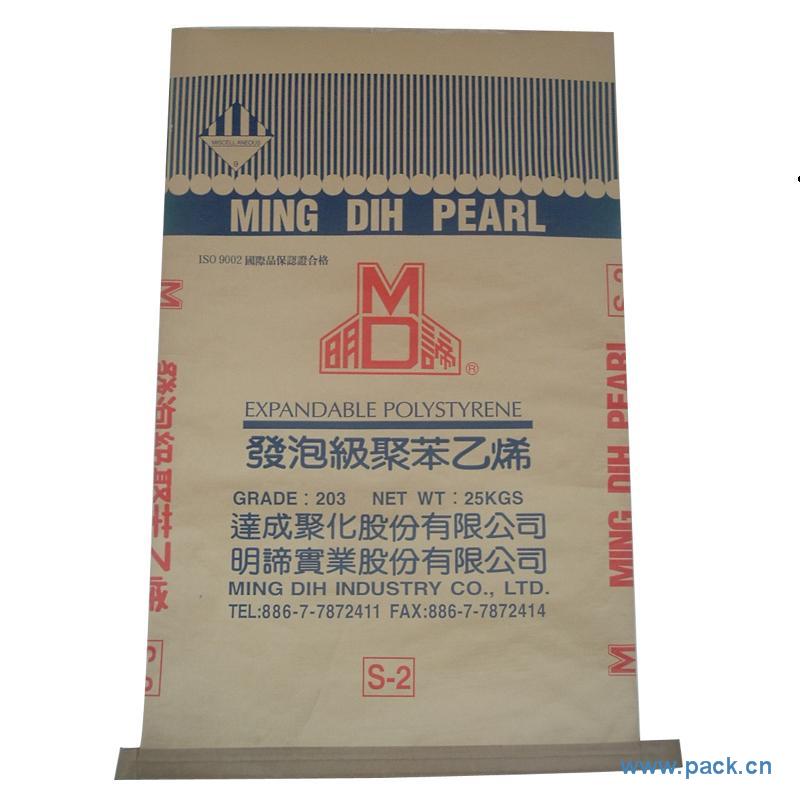 MISCELLANEOUS
9
MING DIH PEARL
ISO 9002 國際品保認證合格
M
明D諦
®
EXPANDABLE POLYSTYRENE
發泡級聚苯乙烯
GRADE : 203 NET WT : 25KGS
達成聚化股份有限公司
明諦實業股份有限公司
MING DIH INDUSTRY CO., LTD.
TEL:886-7-7872411 FAX:886-7-7872414
S-2
M
發泡級聚苯乙烯
S-2
S-2
MING DIH PEARL
M
www.pack.cn